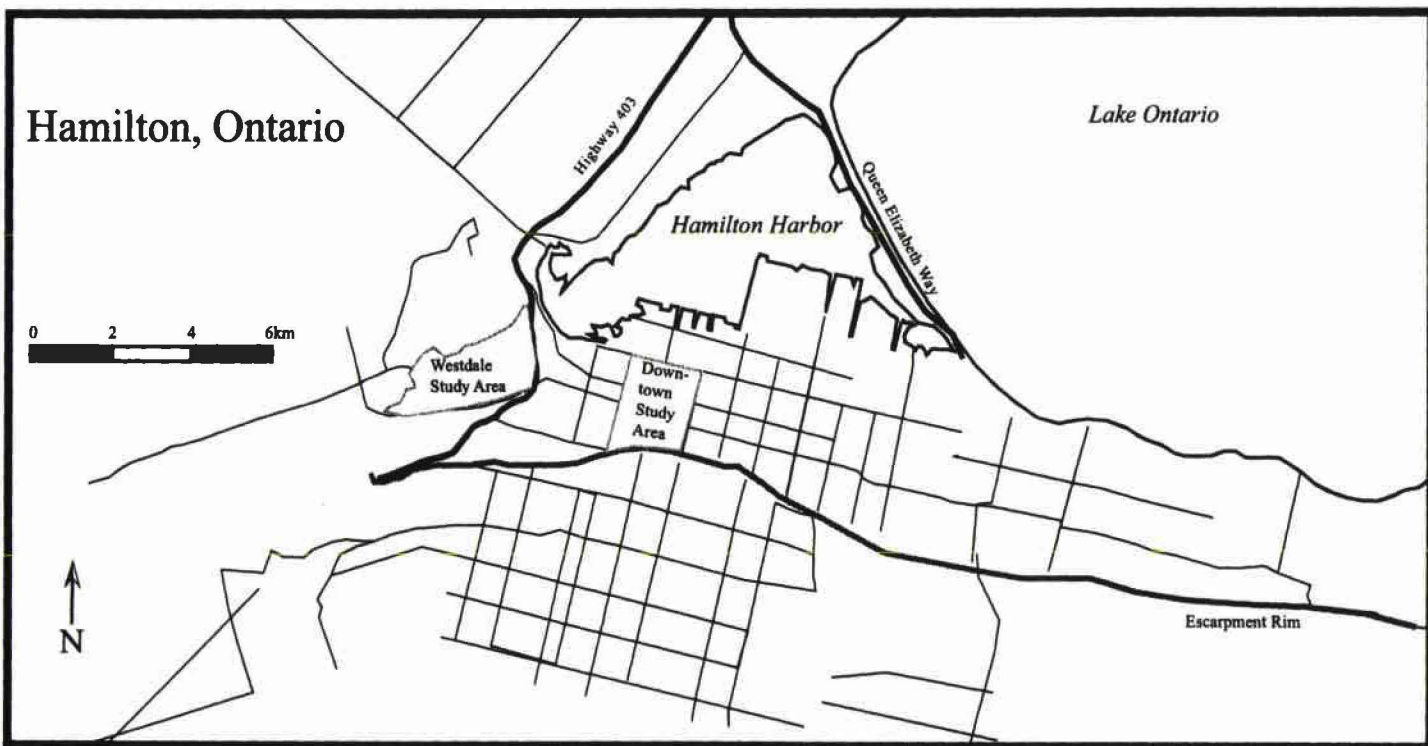 Hamilton, Ontario
Highway 403
Lake Ontario
Queen Elizabeth Way
Hamilton Harbor
0 2 4 6km
Westdale
Study Area
Down-
town
Study
Area
N
Escarpment Rim